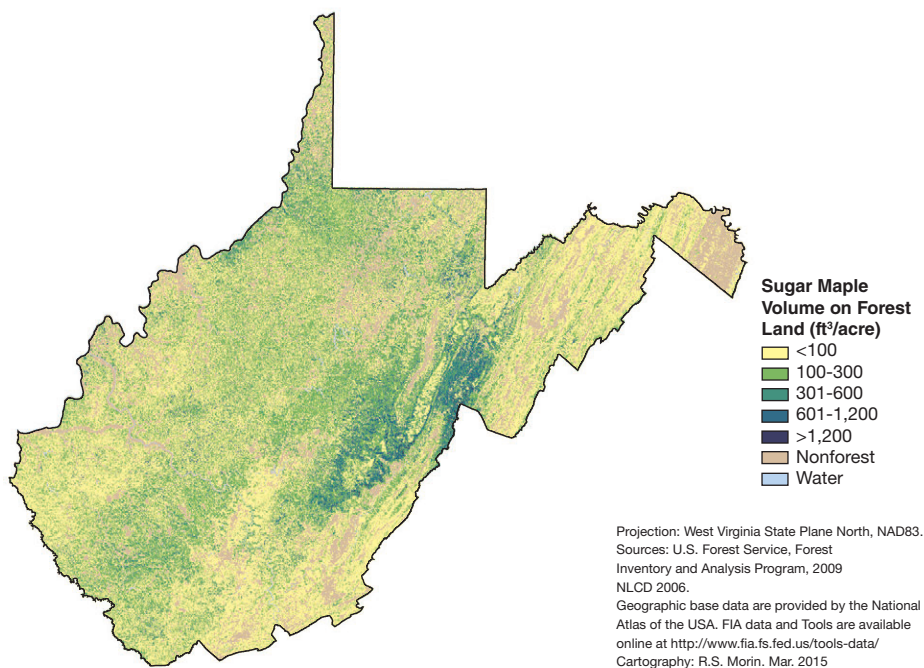 Sugar Maple
Volume on Forest
Land (ft³/acre)
<100
100-300
301-600
601-1,200
>1,200
Nonforest
Water
Projection: West Virginia State Plane North, NAD83.
Sources: U.S. Forest Service, Forest
Inventory and Analysis Program, 2009
NLCD 2006.
Geographic base data are provided by the National
Atlas of the USA. FIA data and Tools are available
online at http://www.fia.fs.fed.us/tools-data/
Cartography: R.S. Morin. Mar. 2015